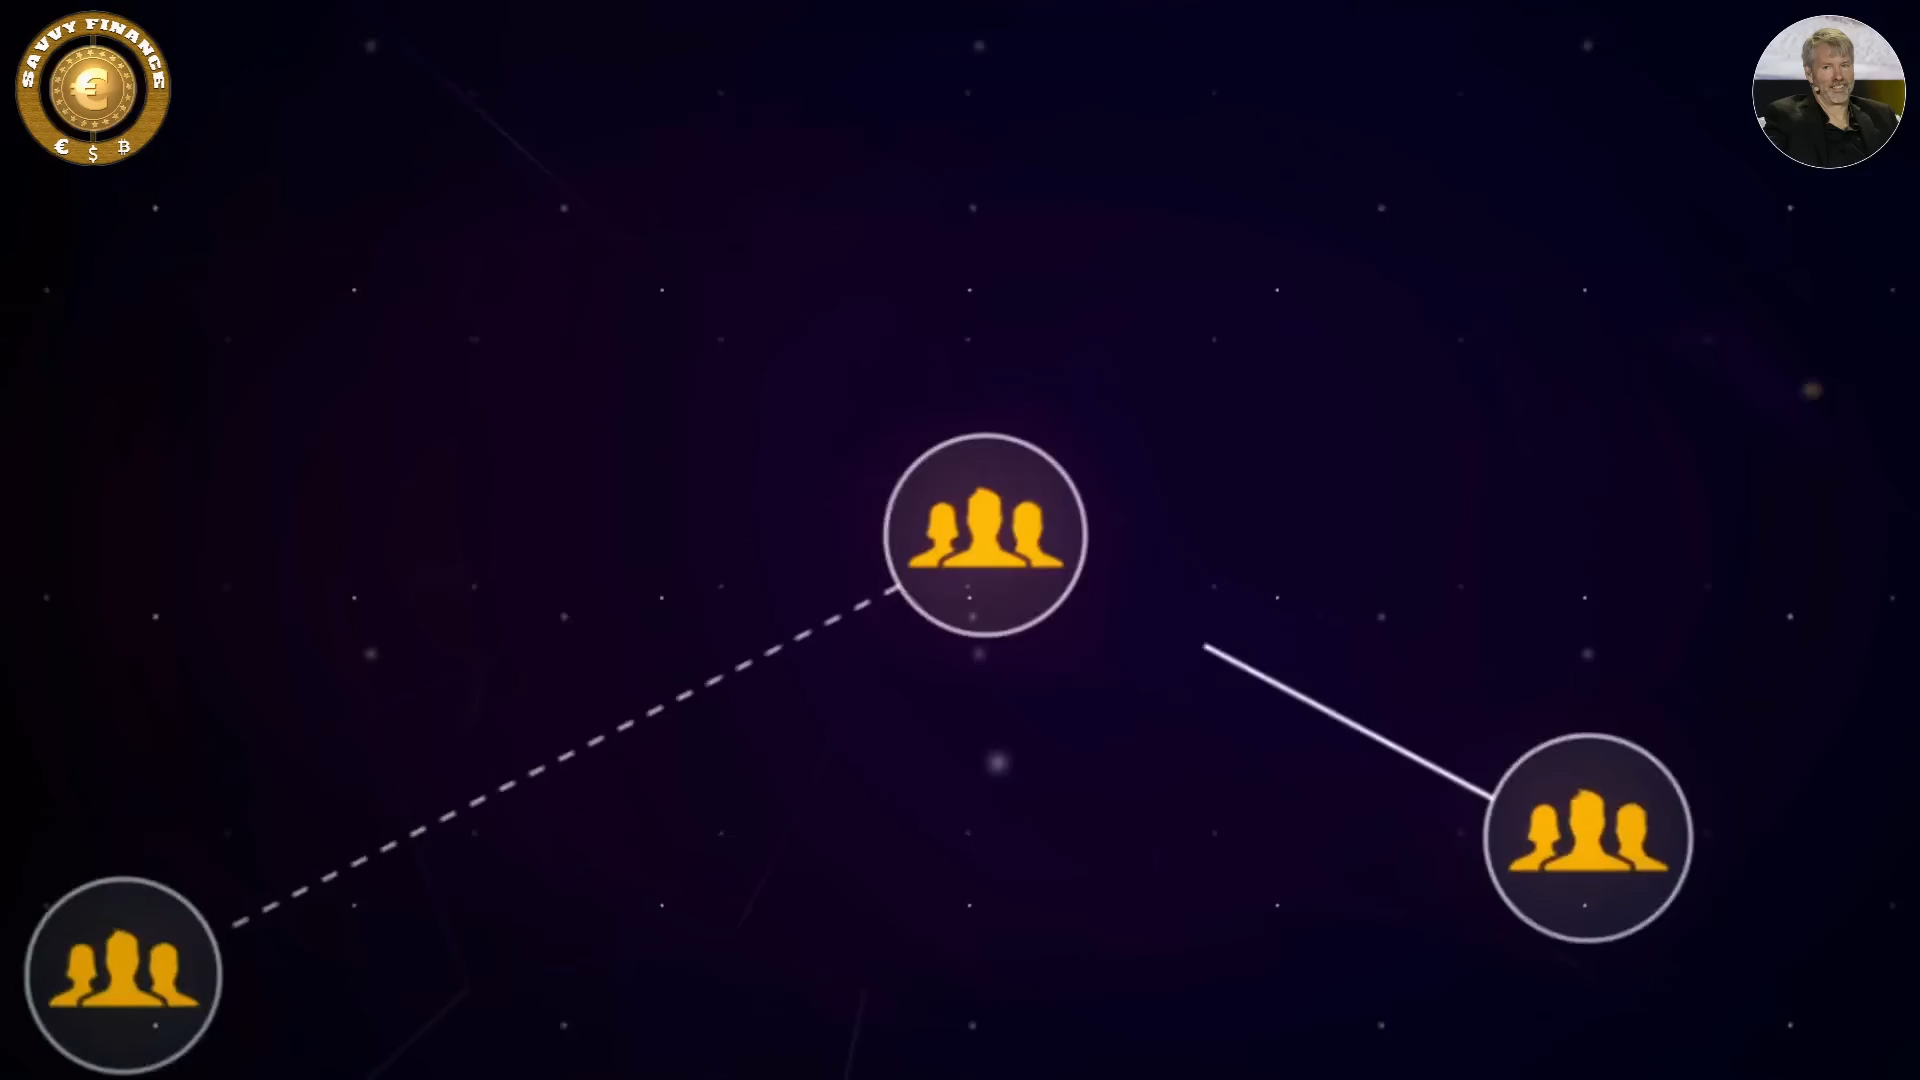 SAVVY FINANCE
€
€ $ ₿